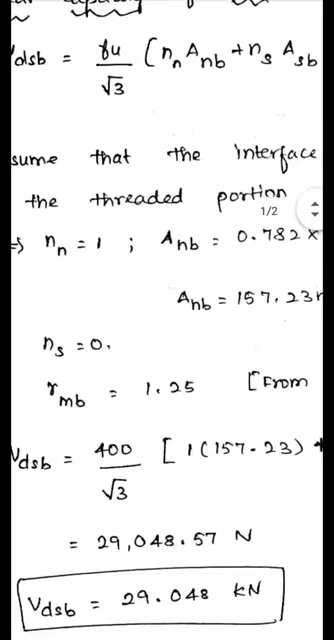 Vdsb = fu/√3 (nn Anb + ns Asb
sume that the interface
the threaded portion
1/2
⇒ nn = 1 ; Anb = 0.782 ×
Anb = 157.23
ns = 0.
γmb = 1.25 [From
Vdsb = 400/√3 [ 1(157.23) +
= 29,048.57 N
Vdsb = 29.048 kN